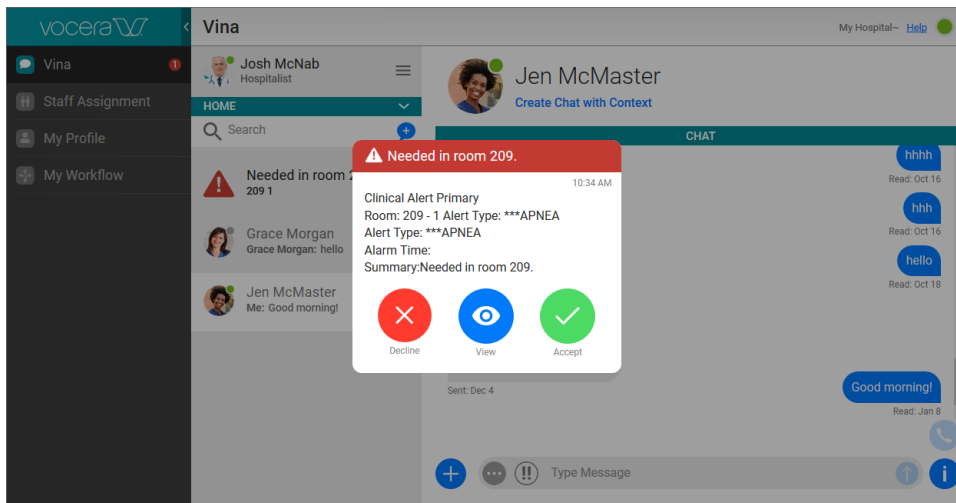 vocera
Vina
My Hospital– Help
Vina
1
Staff Assignment
My Profile
My Workflow
Josh McNab
Hospitalist
HOME
Search
Needed in room 2
209 1
Grace Morgan
Grace Morgan: hello
Jen McMaster
Me: Good morning!
Jen McMaster
Create Chat with Context
CHAT
hhhh
Read: Oct 16
hhh
Read: Oct 16
hello
Read: Oct 18
Sent: Dec 4
Good morning!
Read: Jan 8
Type Message
Needed in room 209.
10:34 AM
Clinical Alert Primary
Room: 209 - 1 Alert Type: ***APNEA
Alert Type: ***APNEA
Alarm Time:
Summary:Needed in room 209.
Decline
View
Accept